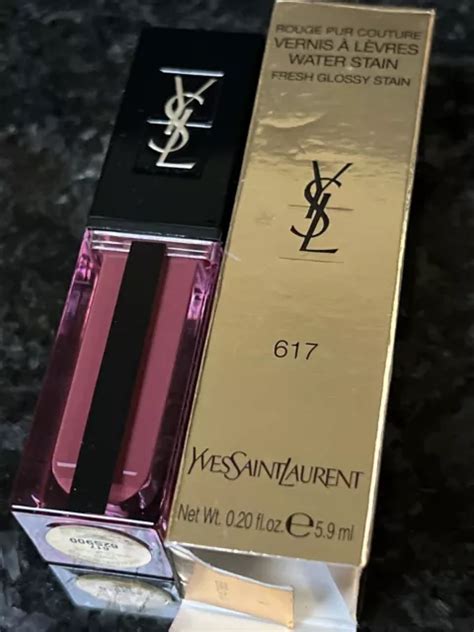 ROUGE PUR COUTURE
VERNIS À LÈVRES
WATER STAIN
FRESH GLOSSY STAIN
YSL
YSL
617
YVESSAINTLAURENT
Net Wt. 0.20 fl.oz. e 5.9 ml
617